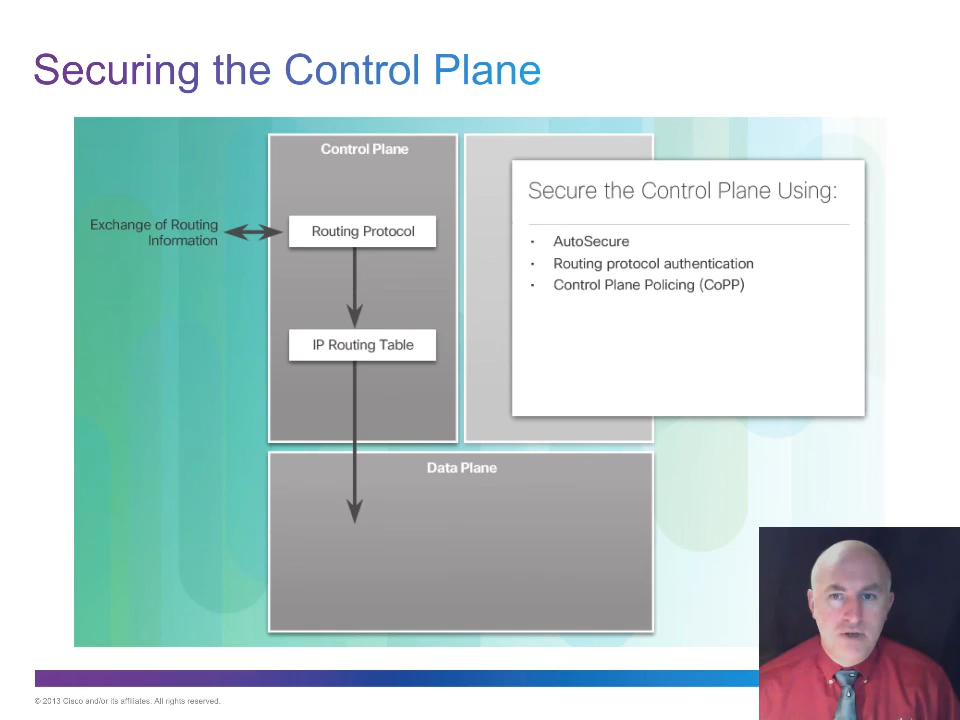 Securing the Control Plane
Control Plane
Exchange of Routing
Information
Routing Protocol
IP Routing Table
Data Plane
Secure the Control Plane Using:
· AutoSecure
· Routing protocol authentication
· Control Plane Policing (CoPP)
© 2013 Cisco and/or its affiliates. All rights reserved.